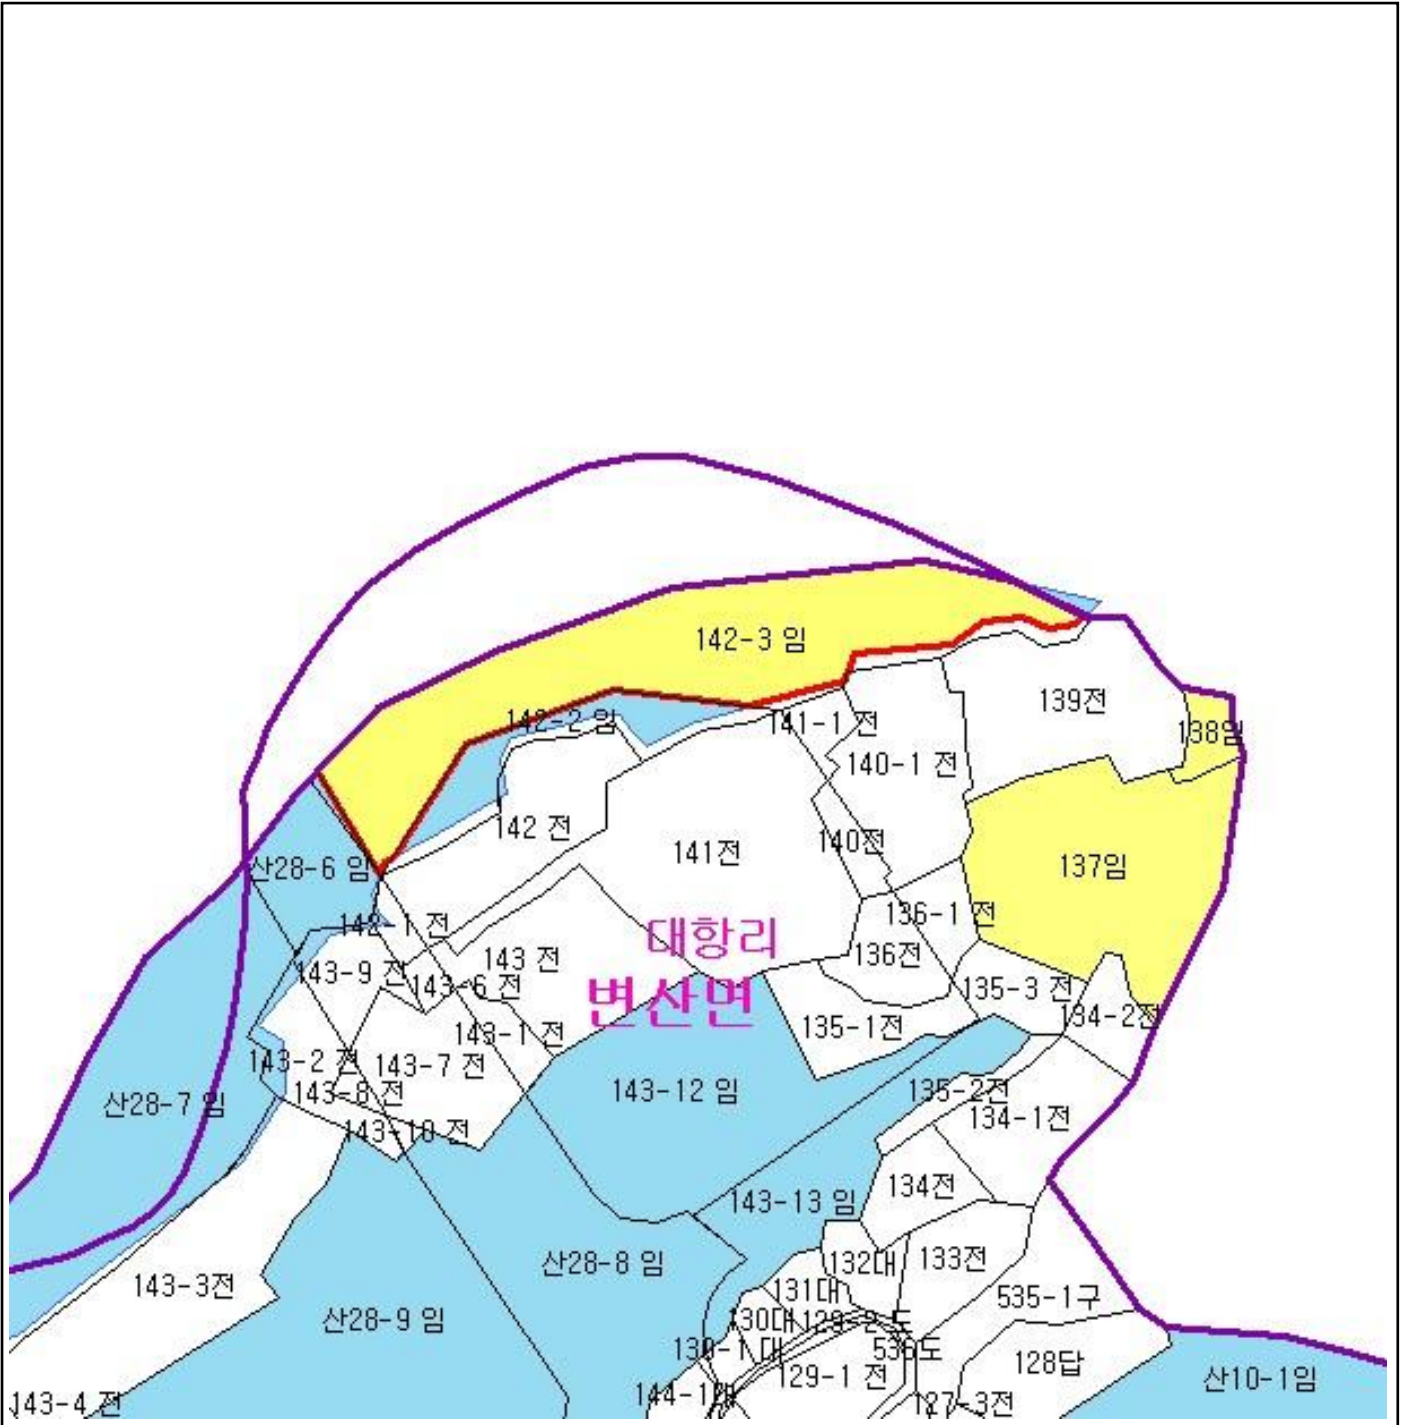 142-3 임
139전
142-2 임
141-1 전
138임
140-1 전
142 전
140전
141전
산28-6 임
137임
136-1 전
142-1 전
대항리
136전
143 전
143-9 전
143-6 전
135-3 전
변산면
134-2전
135-1전
143-1 전
143-2 전
143-7 전
143-12 임
135-2전
143-8 전
산28-7 임
134-1전
143-10 전
134전
143-13 임
133전
132대
산28-8 임
131대
143-3전
535-1구
산28-9 임
130대
129-2 도
536도
130-1 대
128답
129-1 전
산10-1임
144-1대
127-3전
143-4 전